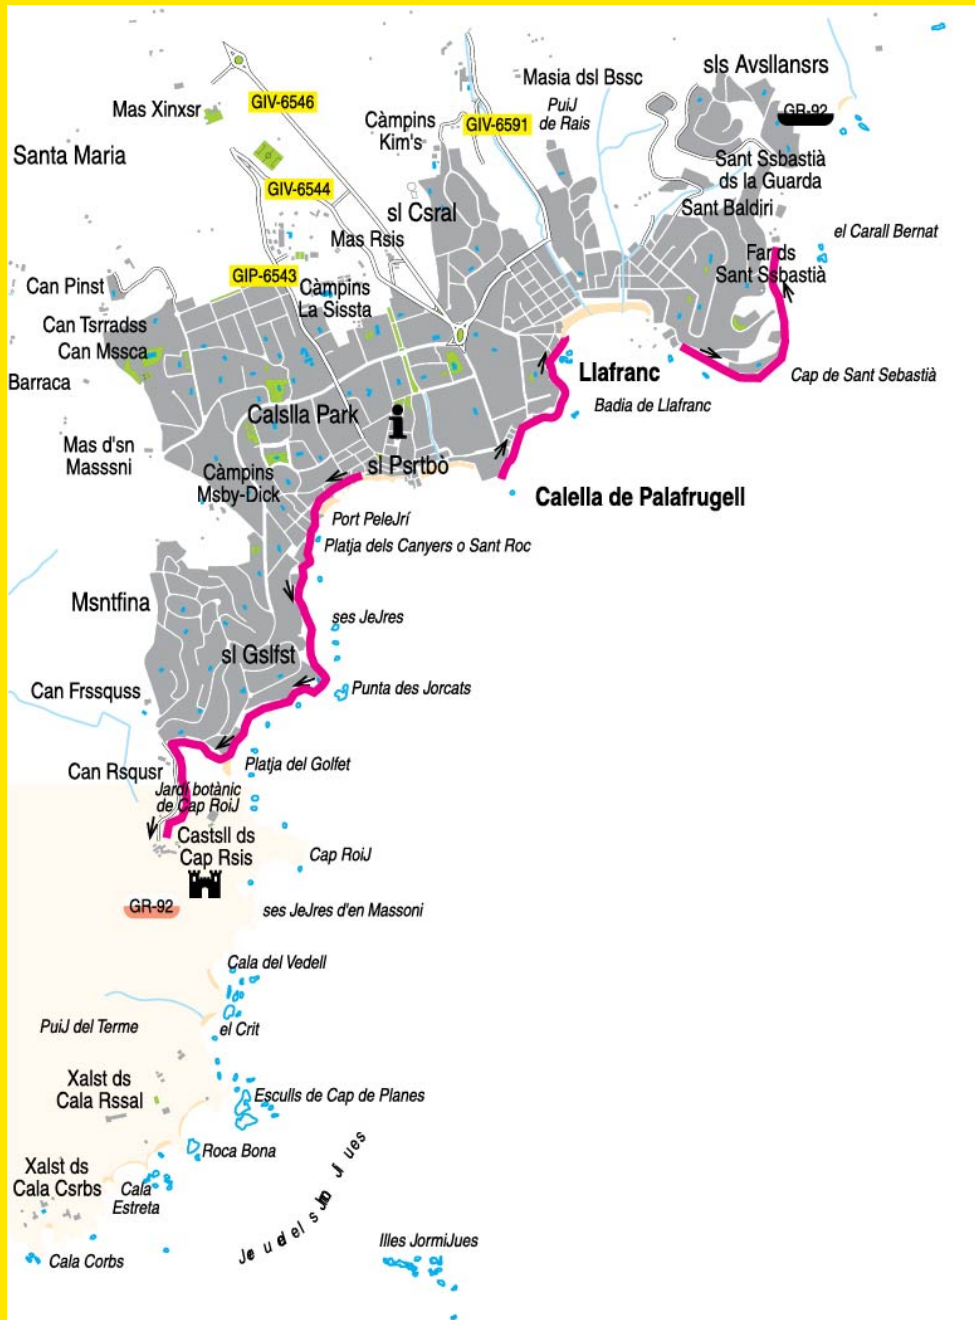 Mas Xinxsr
GIV-6546
Santa Maria
GIV-6544
Càmpins
Kim's
GIV-6591
Masia dsl Bssc
PuiJ
de Rais
sls Avsllansrs
GR-92
Sant Ssbastià
ds la Guarda
Sant Baldiri
el Carall Bernat
sl Csral
Mas Rsis
Far ds
Sant Ssbastià
GIP-6543
Can Pinst
Càmpins
La Sissta
Can Tsrradss
Can Mssca
Barraca
Llafranc
Cap de Sant Sebastià
Badia de Llafranc
Calslla Park
Mas d'sn
Masssni
Càmpins
Msby-Dick
sl Psrtbò
Calella de Palafrugell
Port PeleJrí
Platja dels Canyers o Sant Roc
Msntfina
ses JeJres
sl Gslfst
Can Frssquss
Punta des Jorcats
Can Rsqusr
Platja del Golfet
Jardí botànic
de Cap RoiJ
Castsll ds
Cap Rsis
Cap RoiJ
GR-92
ses JeJres d'en Massoni
Cala del Vedell
PuiJ del Terme
el Crit
Xalst ds
Cala Rssal
Esculls de Cap de Planes
Roca Bona
Xalst ds
Cala Csrbs
Cala
Estreta
Cala Corbs
Illes JormiJues